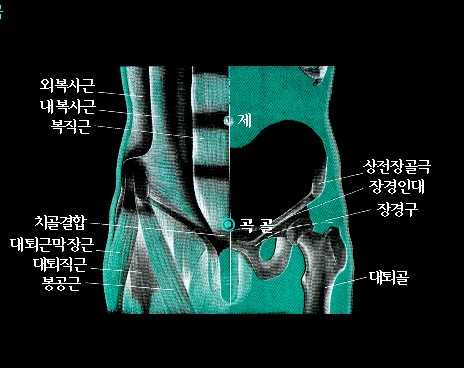 외복사근
내복사근
복직근
제
상전장골극
장경인대
장경구
치골결합
곡골
대퇴근막장근
대퇴직근
봉공근
대퇴골